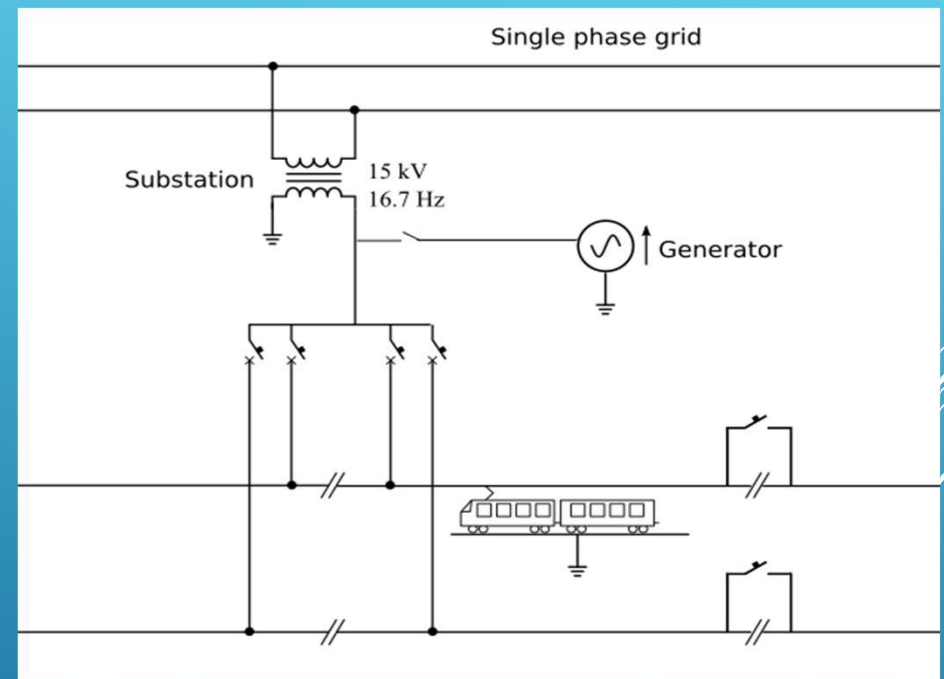 Single phase grid
Substation
15 kV
16.7 Hz
Generator